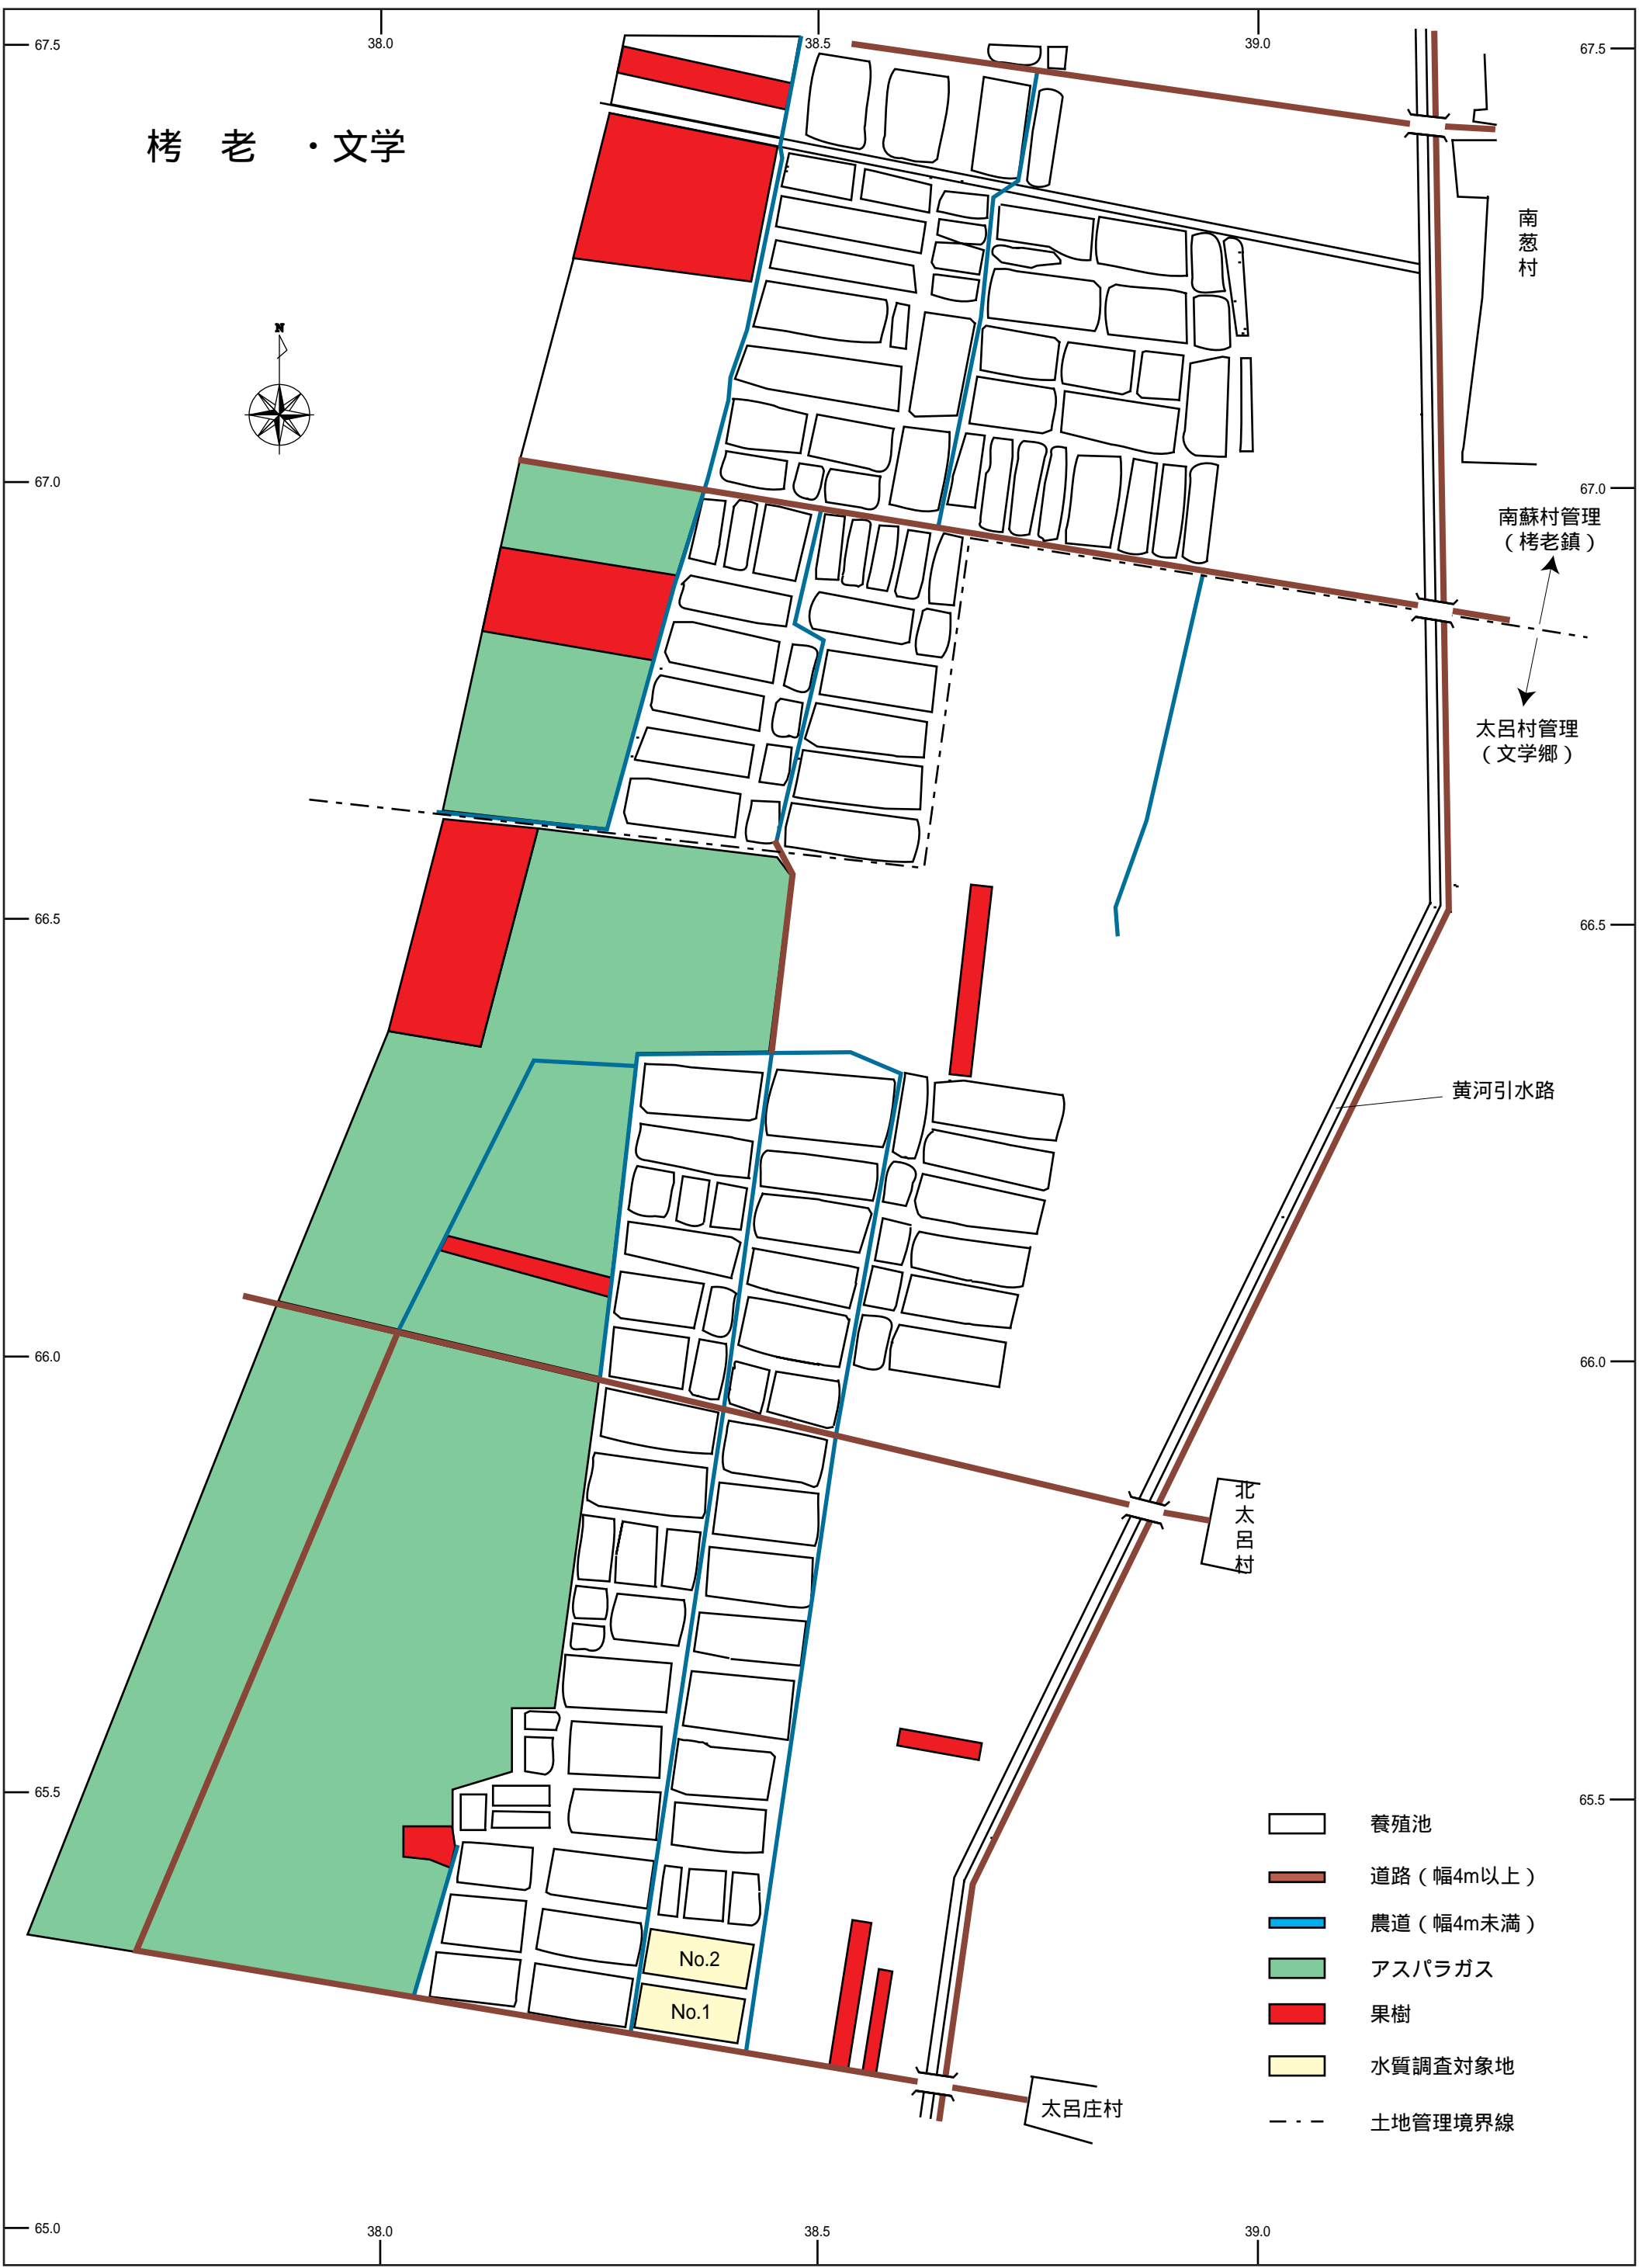 38.0
38.5
39.0
67.5
67.5
栲 老 ・文学
南葱村
N
67.0
67.0
南蘇村管理
（栲老鎮）
太呂村管理
（文学郷）
66.5
66.5
黄河引水路
66.0
66.0
北太呂村
65.5
65.5
養殖池
道路（幅4m以上）
農道（幅4m未満）
アスパラガス
果樹
水質調査対象地
土地管理境界線
No.2
No.1
太呂庄村
65.0
38.0
38.5
39.0